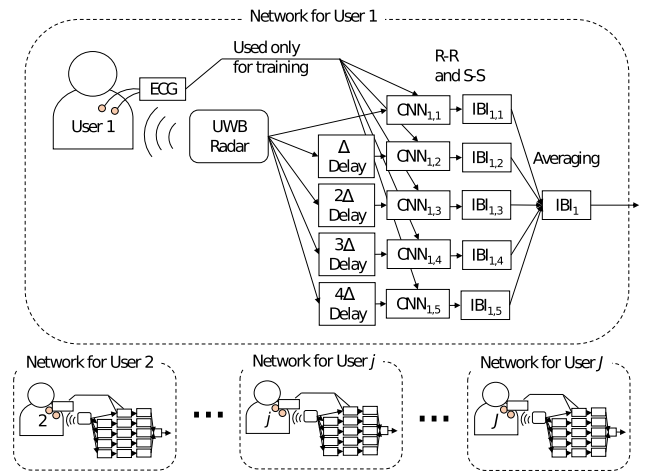 Network for User 1
Used only
for training
R-R
and S-S
ECG
User 1
UWB
Radar
CNN1,1
IBI1,1
Δ
Delay
CNN1,2
IBI1,2
Averaging
2Δ
Delay
CNN1,3
IBI1,3
IBI1
3Δ
Delay
CNN1,4
IBI1,4
4Δ
Delay
CNN1,5
IBI1,5
Network for User 2
Network for User j
Network for User J
2
...
j
...
J